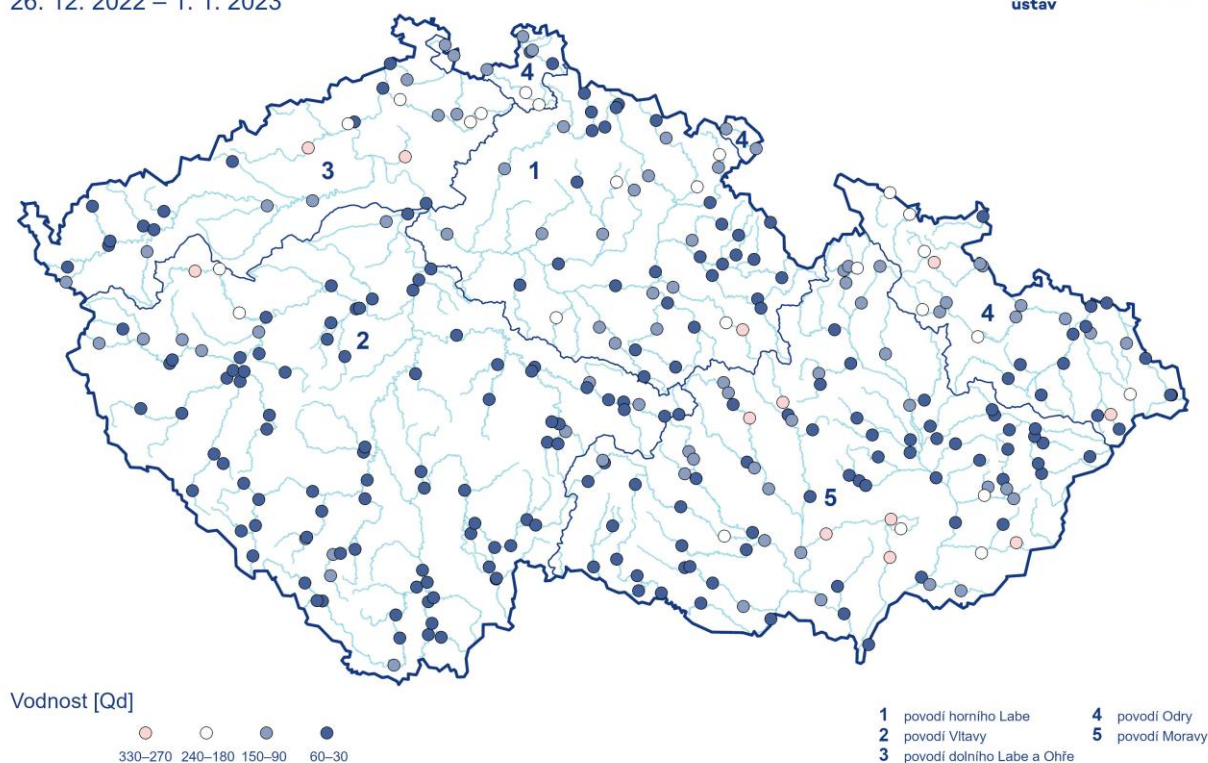 26. 12. 2022 – 1. 1. 2023
ústav
4
4
3
1
4
2
5
Vodnost [Qd]
330–270 240–180 150–90 60–30
1 povodí horního Labe
2 povodí Vltavy
3 povodí dolního Labe a Ohře
4 povodí Odry
5 povodí Moravy